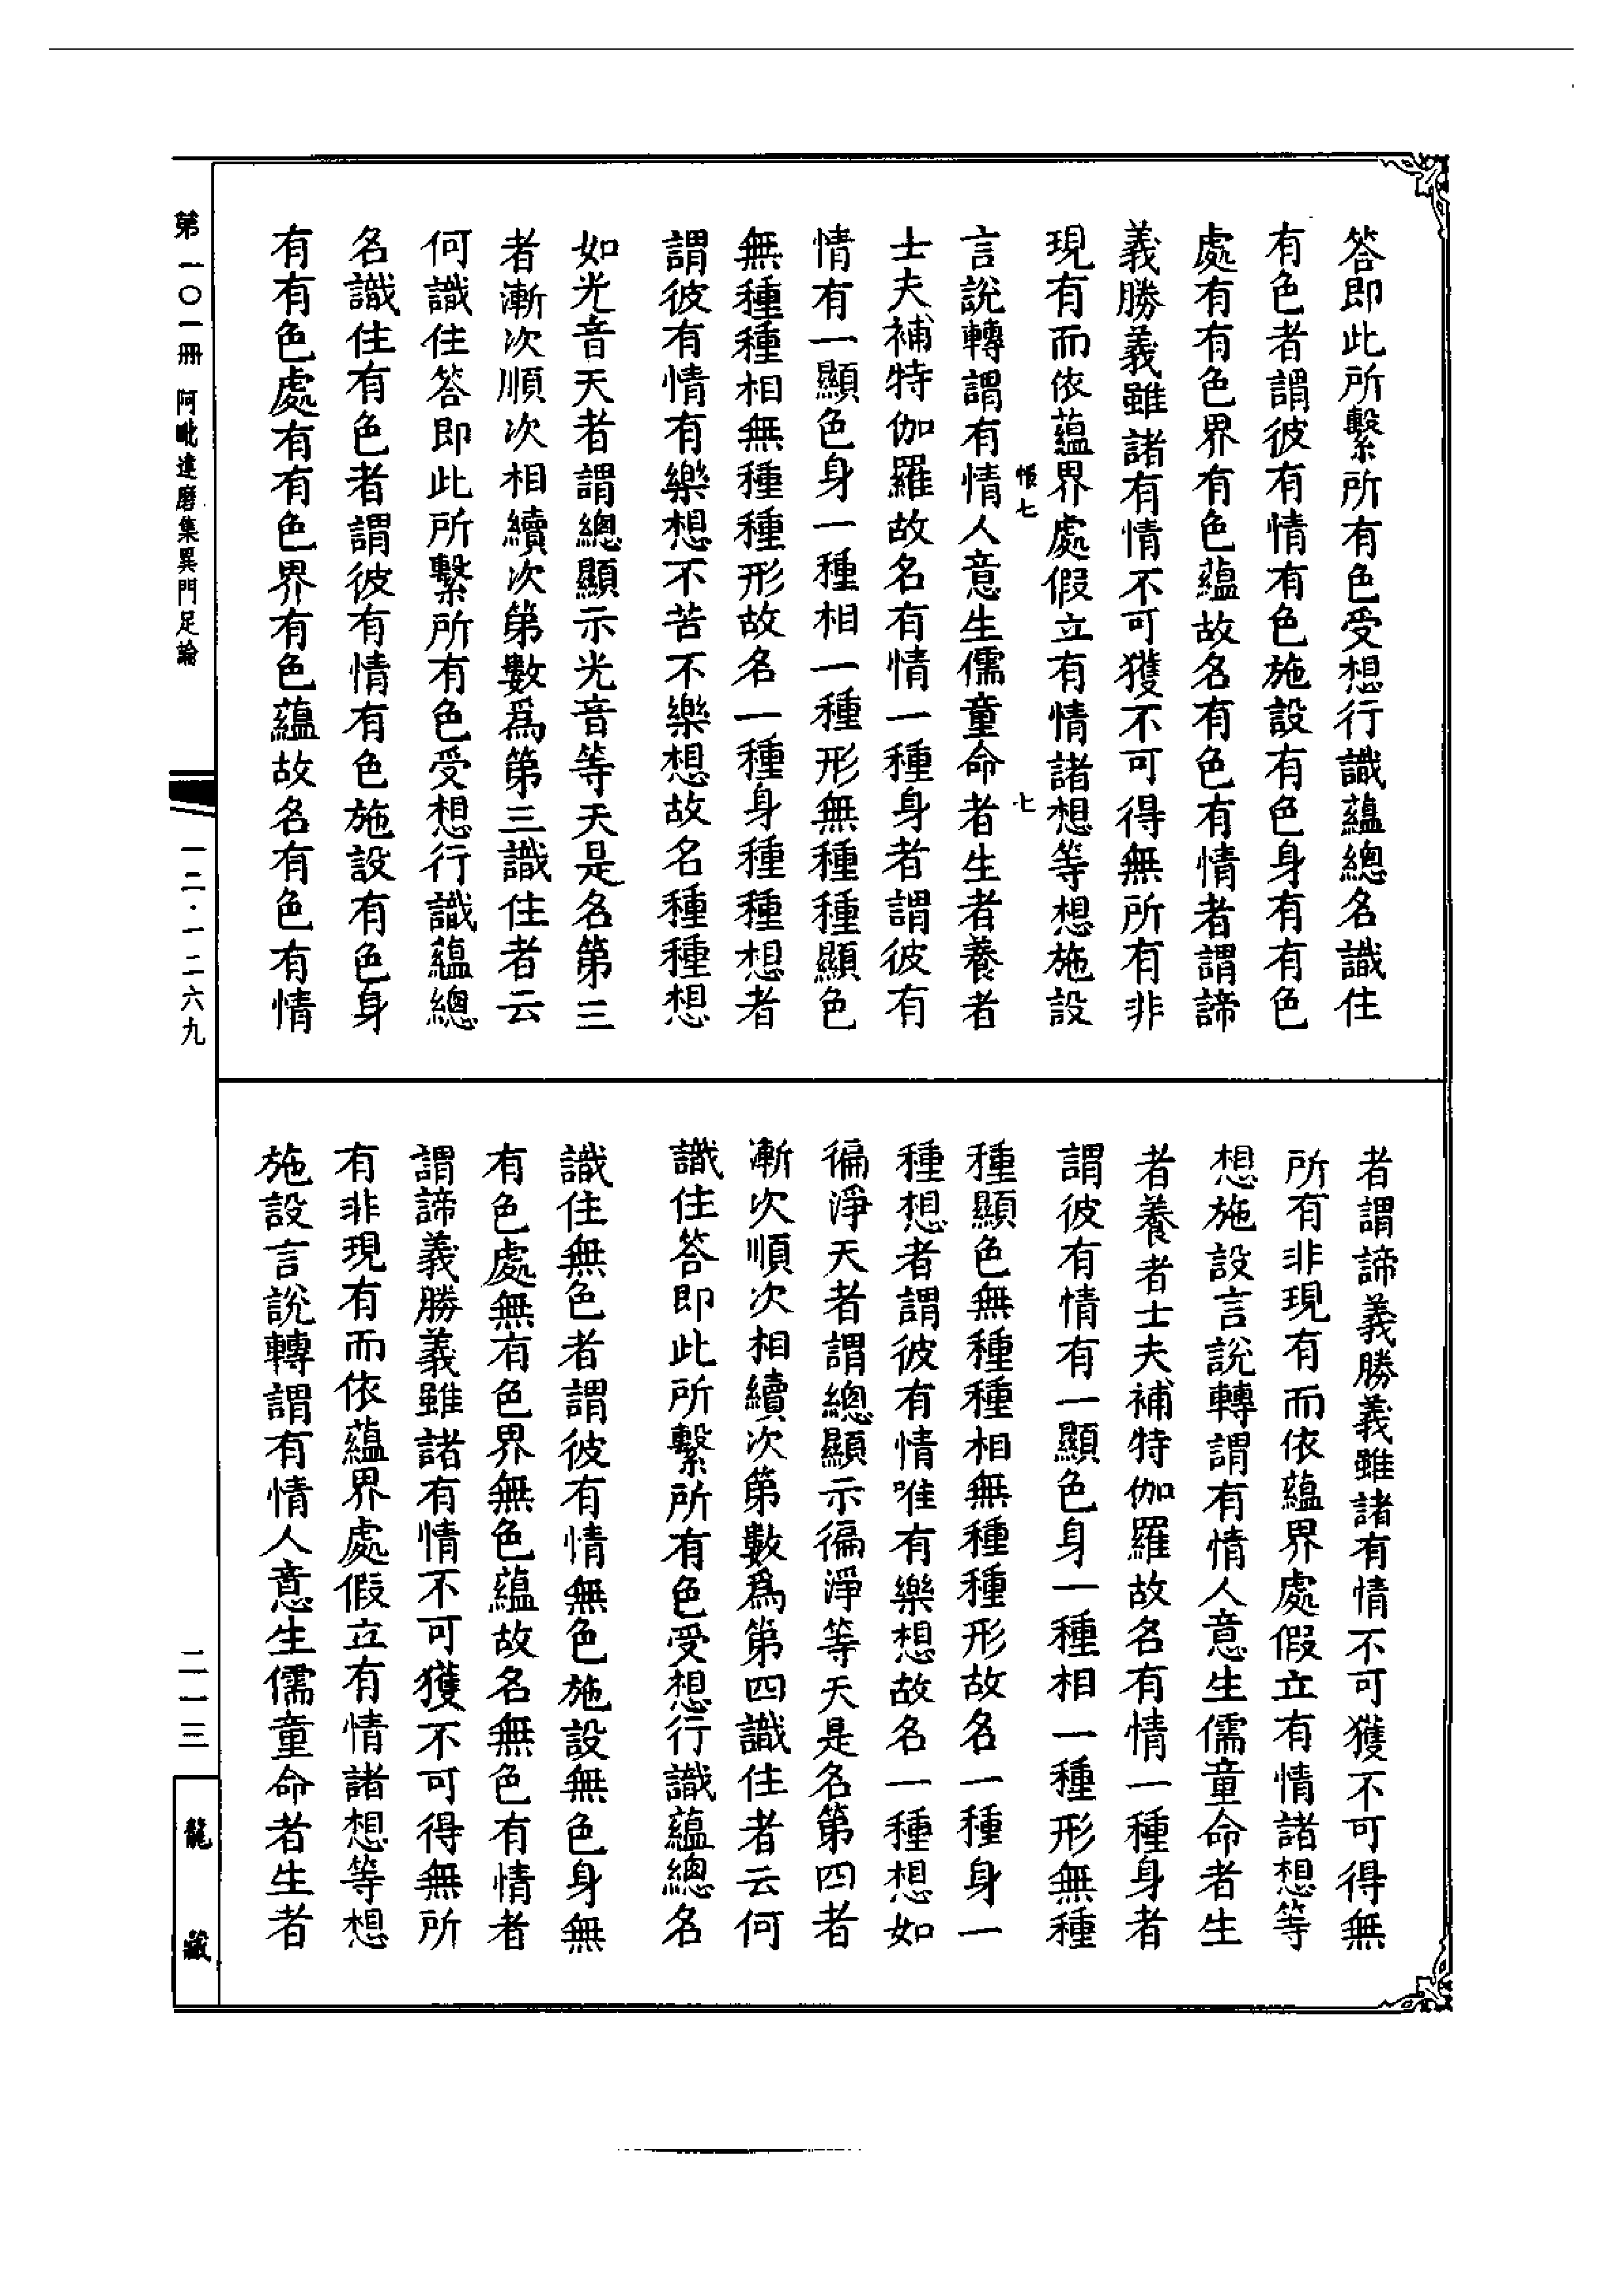 答即此所繫所有色受想行識蘊總名識住
有色者謂彼有情有色施設有色身有有色
處有有色界有色蘊故名有色有情者謂諦
義勝義雖諸有情不可獲不可得無所有非
現有而依蘊界處假立有情諸想等想施設
帳七 七
言說轉謂有情人意生儒童命者生者養者
士夫補特伽羅故名有情一種身者謂彼有
情有一顯色身一種相一種形無種種顯色
無種種相無種種形故名一種身種種想者
謂彼有情有樂想不苦不樂想故名種種想
如光音天者謂總顯示光音等天是名第三
者漸次順次相續次第數爲第三識住者云
何識住答即此所繫所有色受想行識蘊總
名識住有色者謂彼有情有色施設有色身
有有色處有有色界有色蘊故名有色有情
者謂諦義勝義雖諸有情不可獲不可得無
所有非現有而依蘊界處假立有情諸想等
想施設言說轉謂有情人意生儒童命者生
者養者士夫補特伽羅故名有情一種身者
謂彼有情有一顯色身一種相一種形無種
種顯色無種種相無種種形故名一種身一
種想者謂彼有情唯有樂想故名一種想如
徧淨天者謂總顯示徧淨等天是名第四者
漸次順次相續次第數爲第四識住者云何
識住答即此所繫所有色受想行識蘊總名
識住無色者謂彼有情無色施設無色身無
有色處無有色界無色蘊故名無色有情者
謂諦義勝義雖諸有情不可獲不可得無所
有非現有而依蘊界處假立有情諸想等想
施設言說轉謂有情人意生儒童命者生者
第一〇一冊 阿毗達磨集異門足論 一二·一二六九 二一三 龍藏